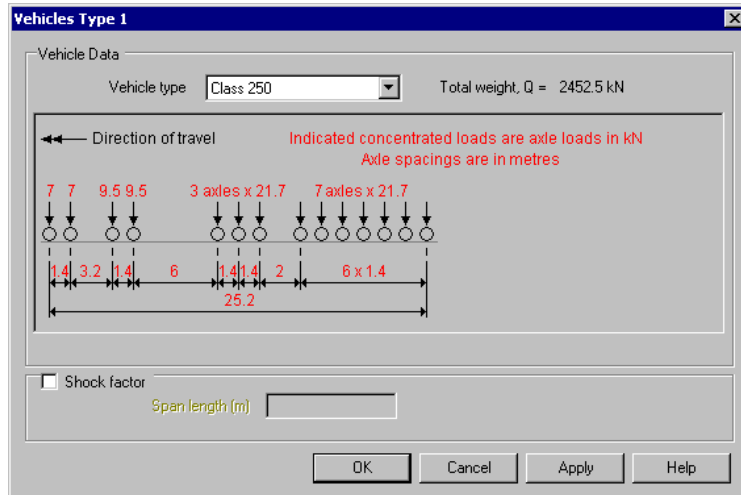 Vehicles Type 1
Vehicle Data
Vehicle type Class 250 Total weight, Q = 2452.5 kN
Direction of travel
Indicated concentrated loads are axle loads in kN
Axle spacings are in metres
7 7 9.5 9.5 3 axles x 21.7 7 axles x 21.7
1.4 3.2 1.4 6 1.4 1.4 2 6 x 1.4
25.2
Shock factor
Span length (m)
OK Cancel Apply Help